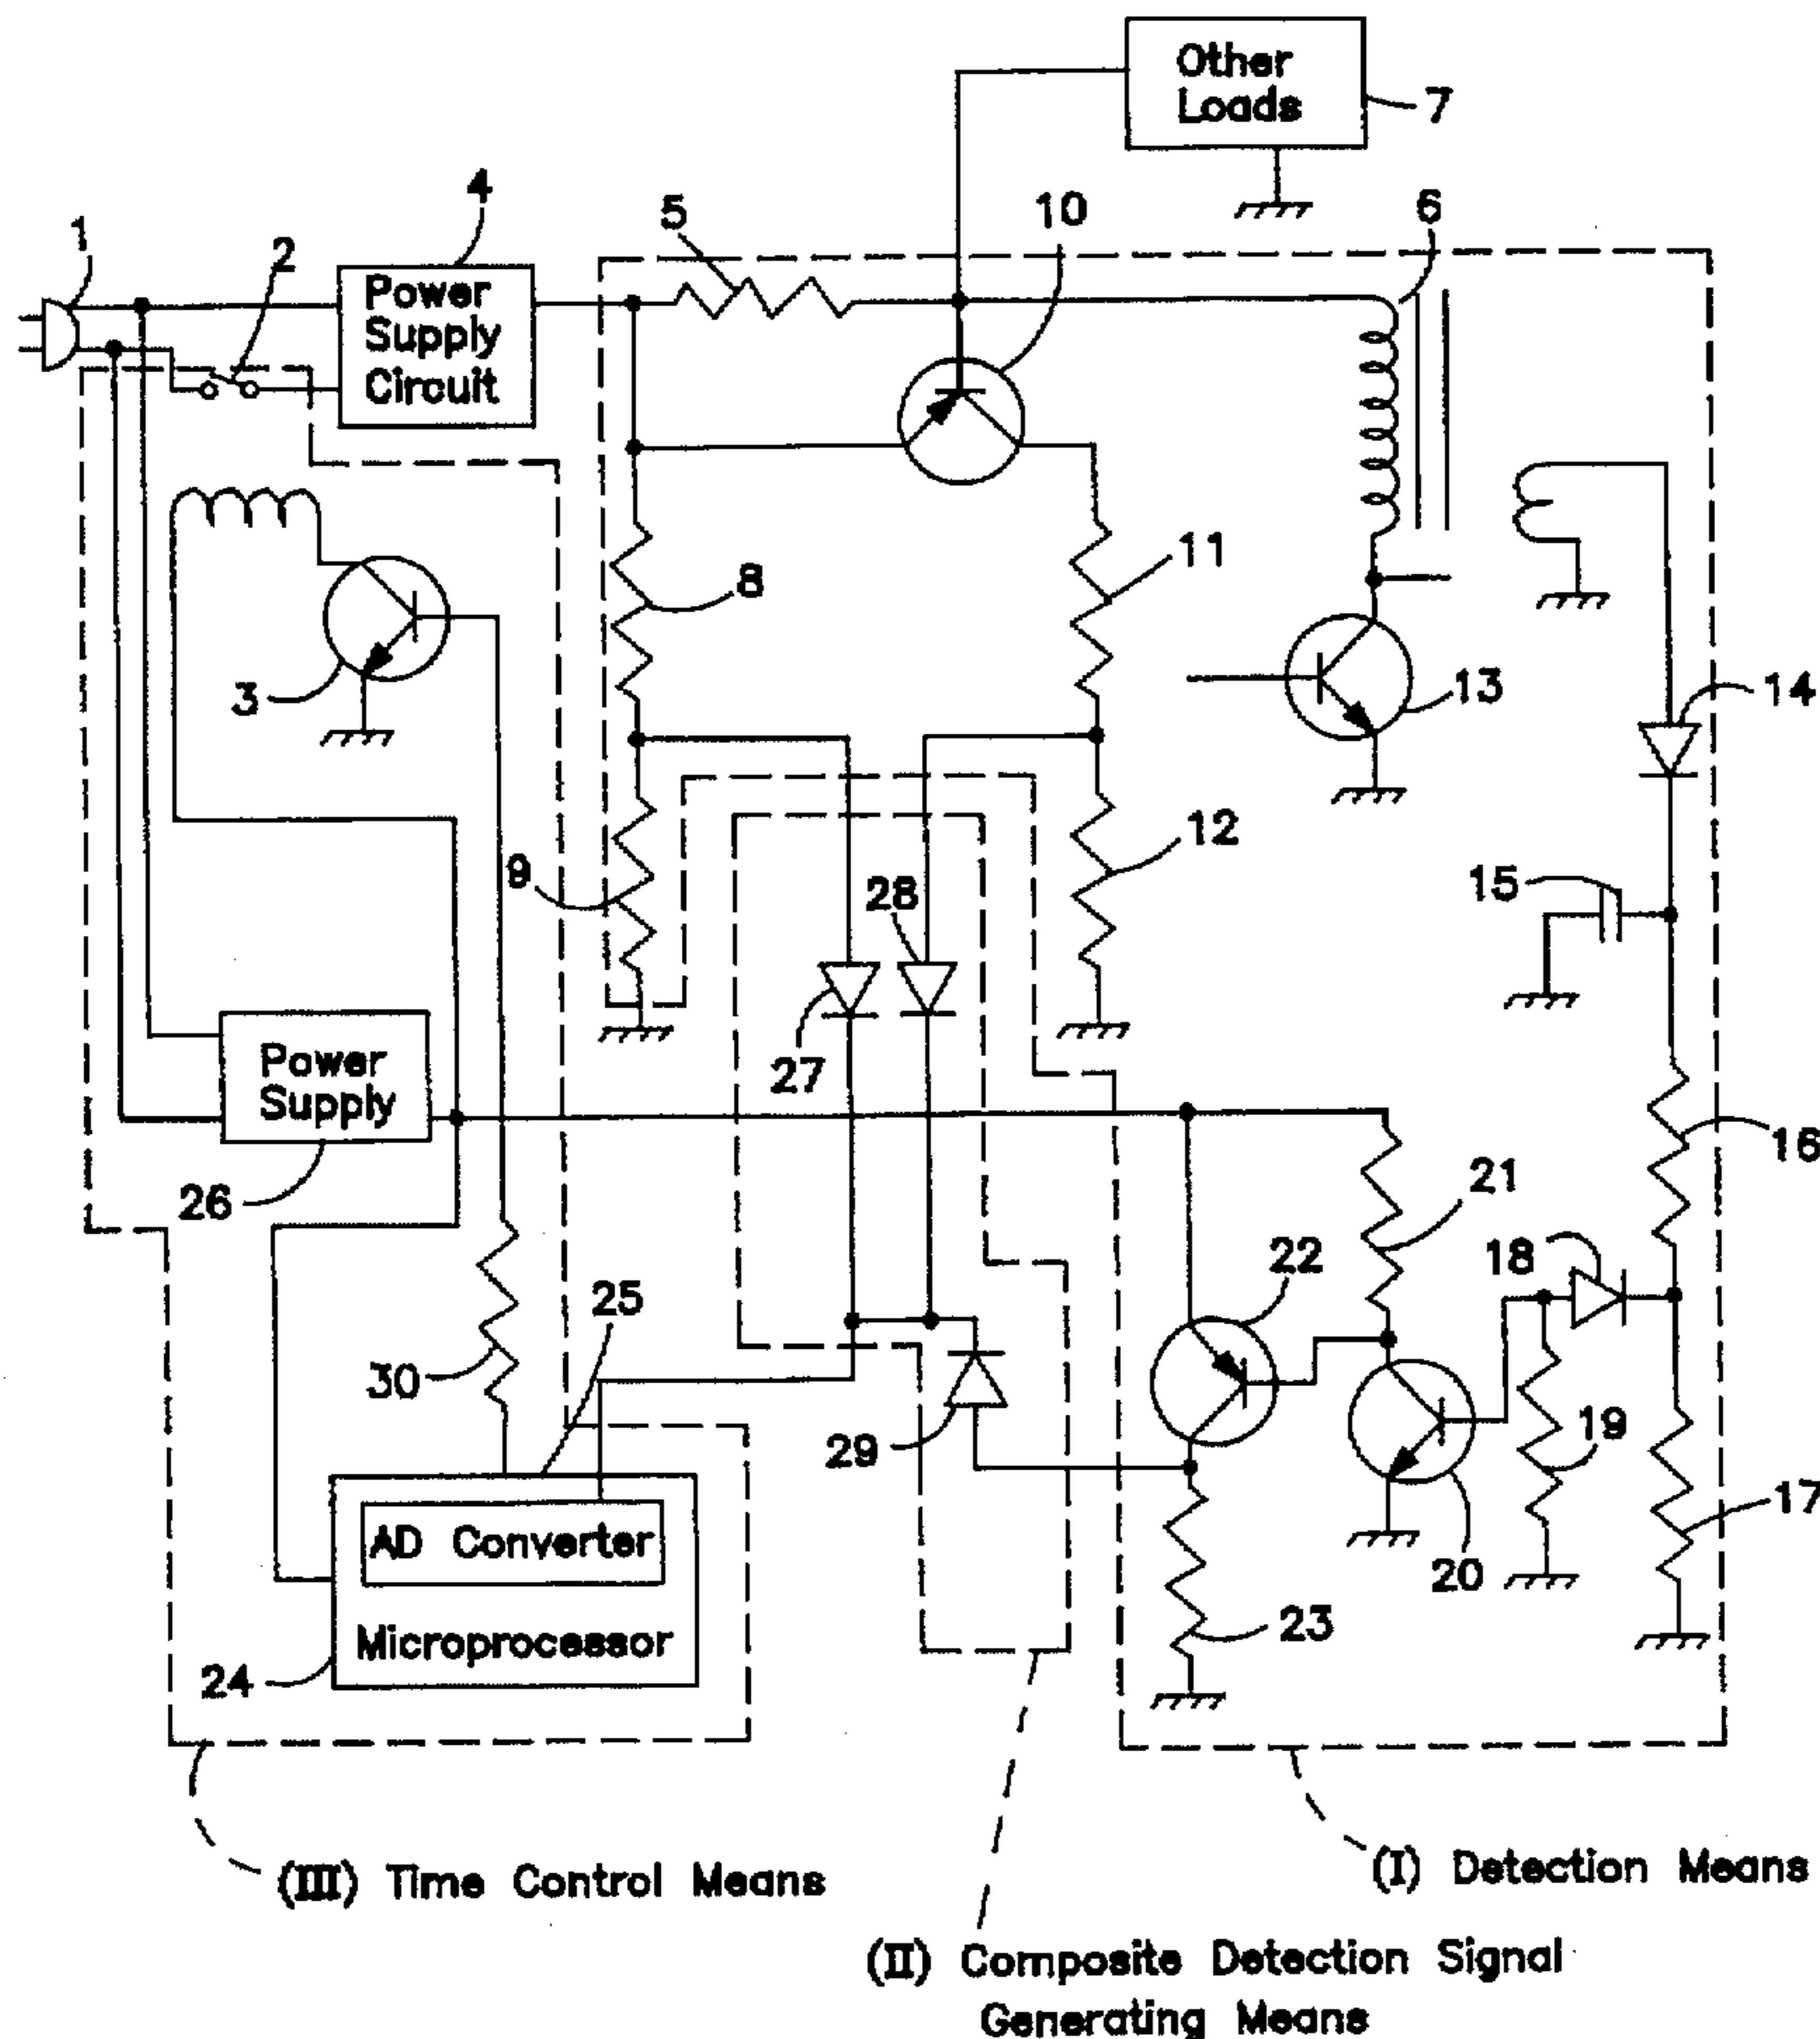 Other
Loads
7
1
2
4
5
10
6
Power
Supply
Circuit
3
8
11
13
14
9
28
12
15
27
Power
Supply
26
16
21
22
18
25
30
29
19
20
17
23
AD Converter
Microprocessor
24
(III) Time Control Means
(I) Detection Means
(II) Composite Detection Signal
Generating Means